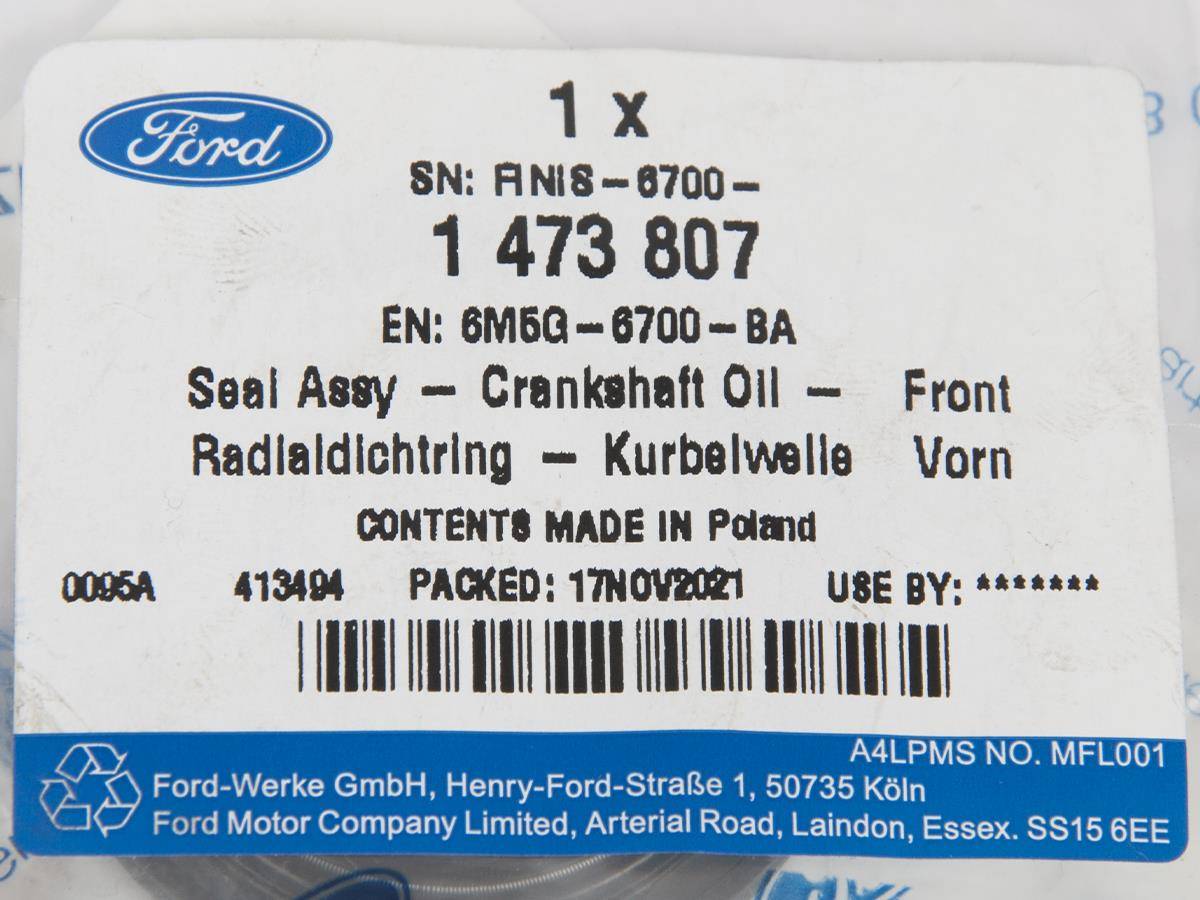 Ford
1 x
SN: FINIS-6700-
1 473 807
EN: 6M5G-6700-BA
Seal Assy - Crankshaft Oil - Front
Radialdichtring - Kurbelwelle Vorn
CONTENTS MADE IN Poland
0095A 413494 PACKED: 17NOV2021 USE BY: *******
A4LPMS NO. MFL001
Ford-Werke GmbH, Henry-Ford-Straße 1, 50735 Köln
Ford Motor Company Limited, Arterial Road, Laindon, Essex. SS15 6EE